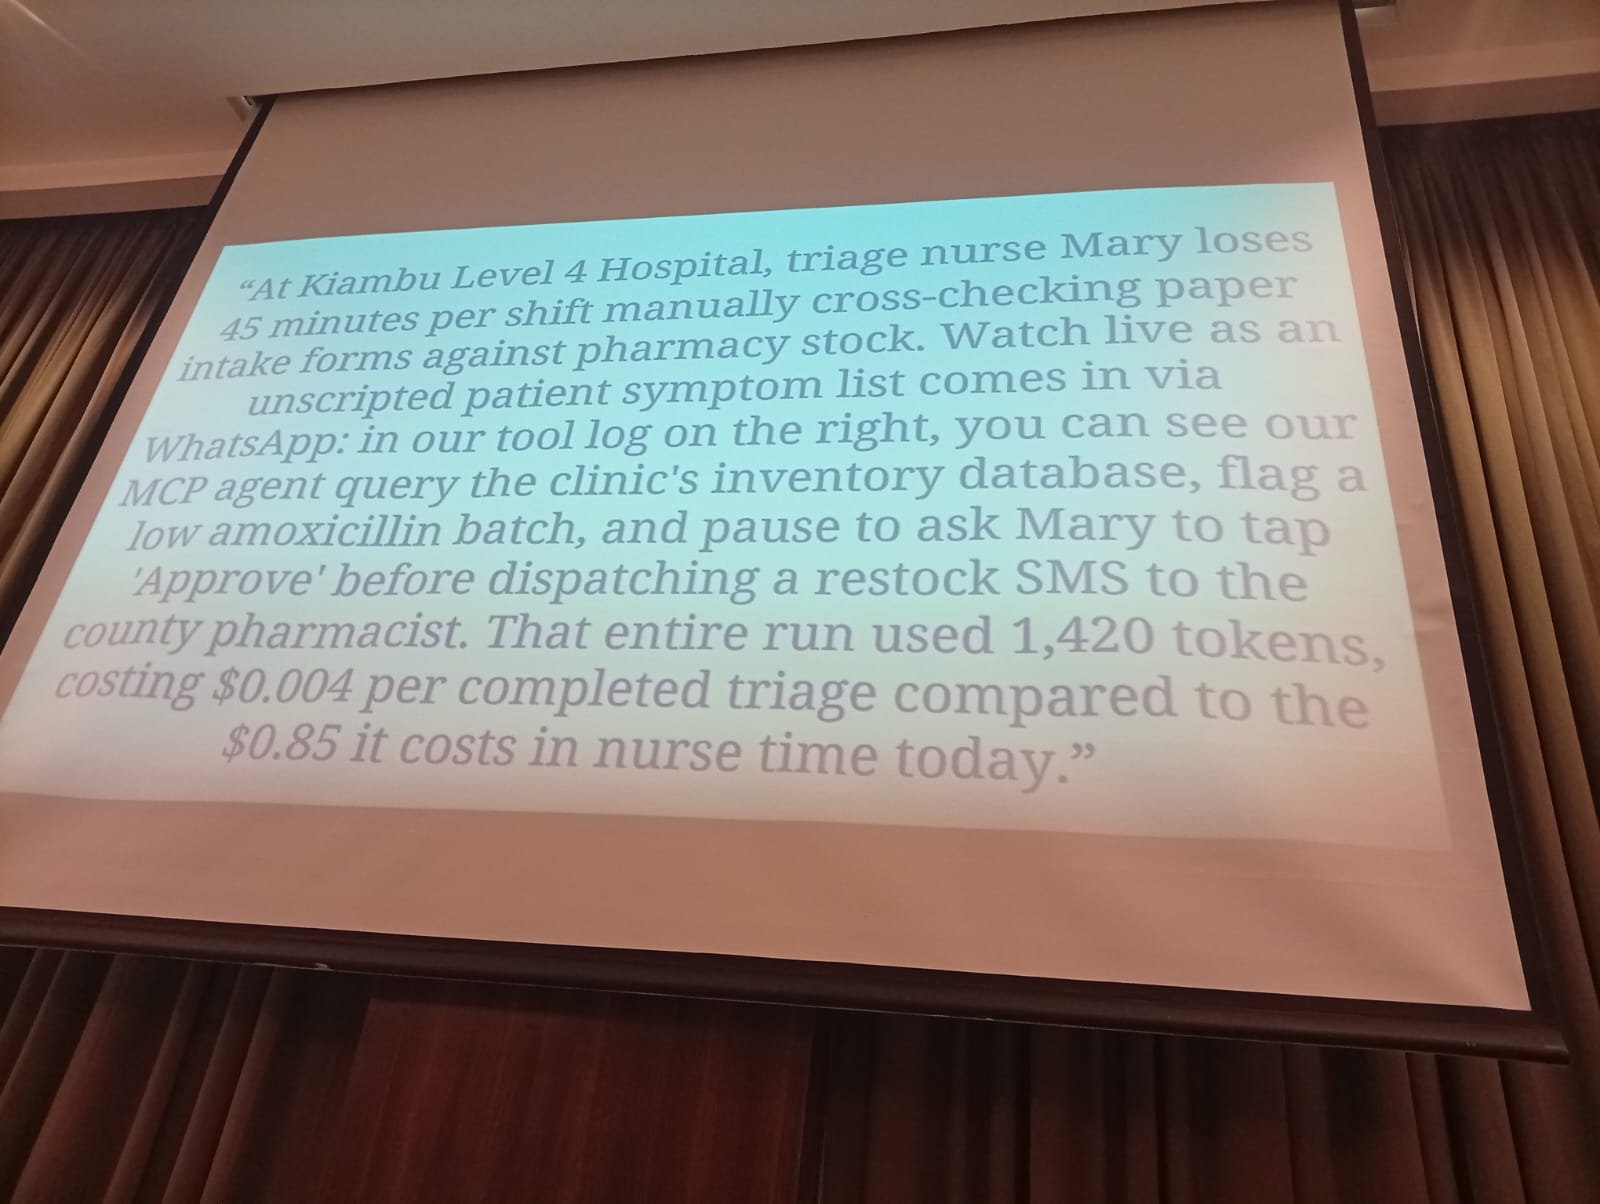 “At Kiambu Level 4 Hospital, triage nurse Mary loses
45 minutes per shift manually cross-checking paper
intake forms against pharmacy stock. Watch live as an
unscripted patient symptom list comes in via
WhatsApp: in our tool log on the right, you can see our
MCP agent query the clinic's inventory database, flag a
low amoxicillin batch, and pause to ask Mary to tap
'Approve' before dispatching a restock SMS to the
county pharmacist. That entire run used 1,420 tokens,
costing $0.004 per completed triage compared to the
$0.85 it costs in nurse time today.”